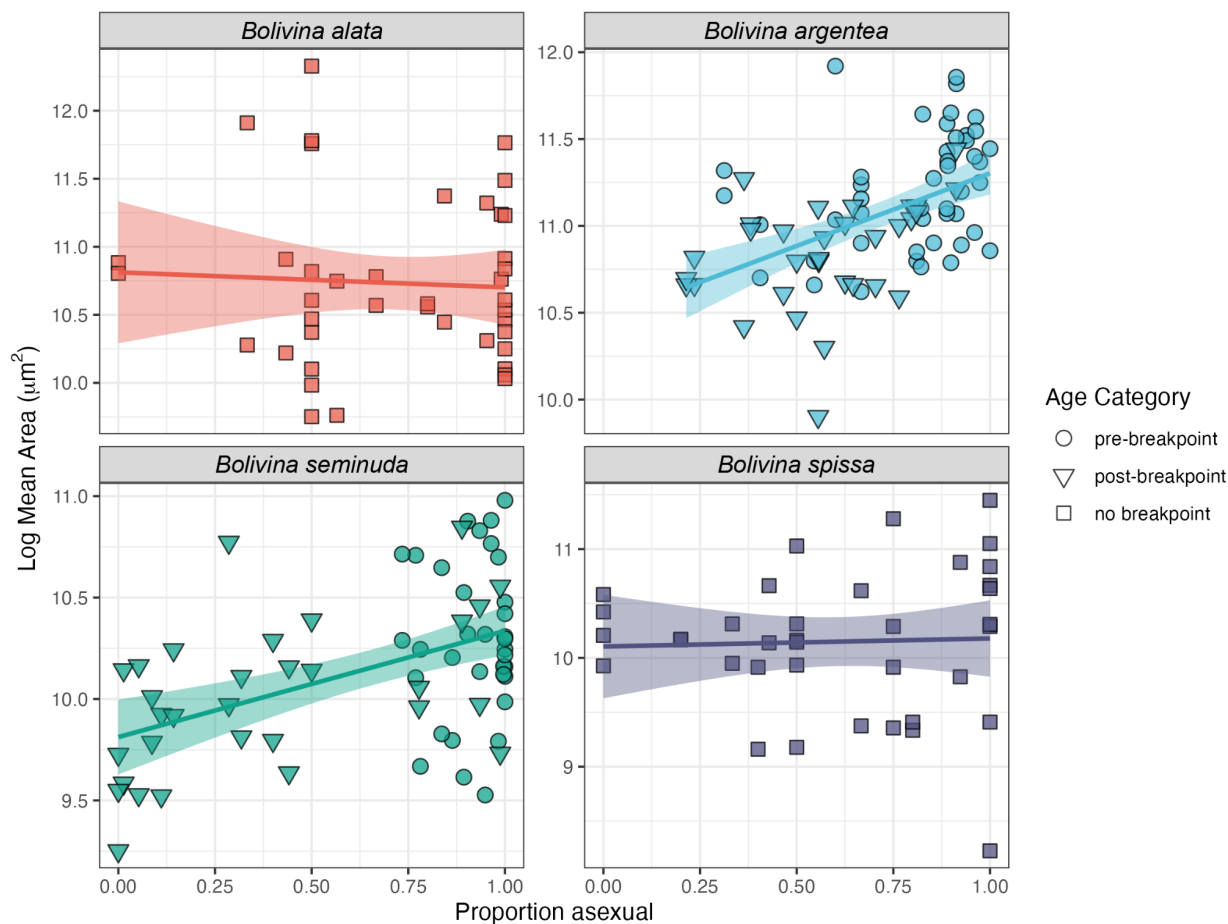 Bolivina alata
Bolivina argentea
12.0
11.5
11.0
10.5
10.0
12.0
11.5
11.0
10.5
10.0
Bolivina seminuda
Bolivina spissa
11.0
10.5
10.0
9.5
11
10
9
0.00 0.25 0.50 0.75 1.00
0.00 0.25 0.50 0.75 1.00
Proportion asexual
Log Mean Area (μm²)
Age Category
pre-breakpoint
post-breakpoint
no breakpoint